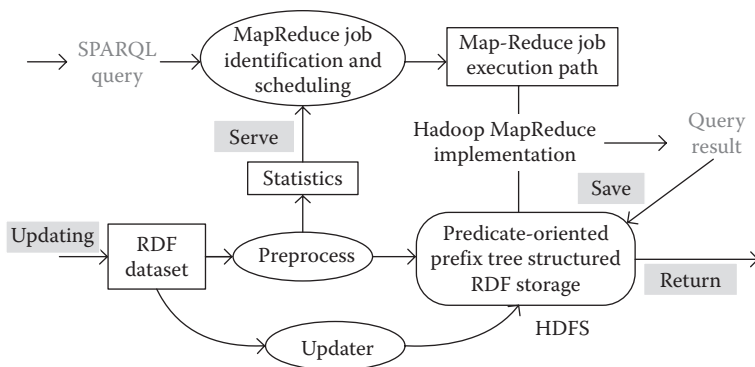 SPARQL
query
MapReduce job
identification and
scheduling
Map-Reduce job
execution path
Serve
Hadoop MapReduce
implementation
Query
result
Statistics
Save
Updating
RDF
dataset
Preprocess
Predicate-oriented
prefix tree structured
RDF storage
Return
HDFS
Updater